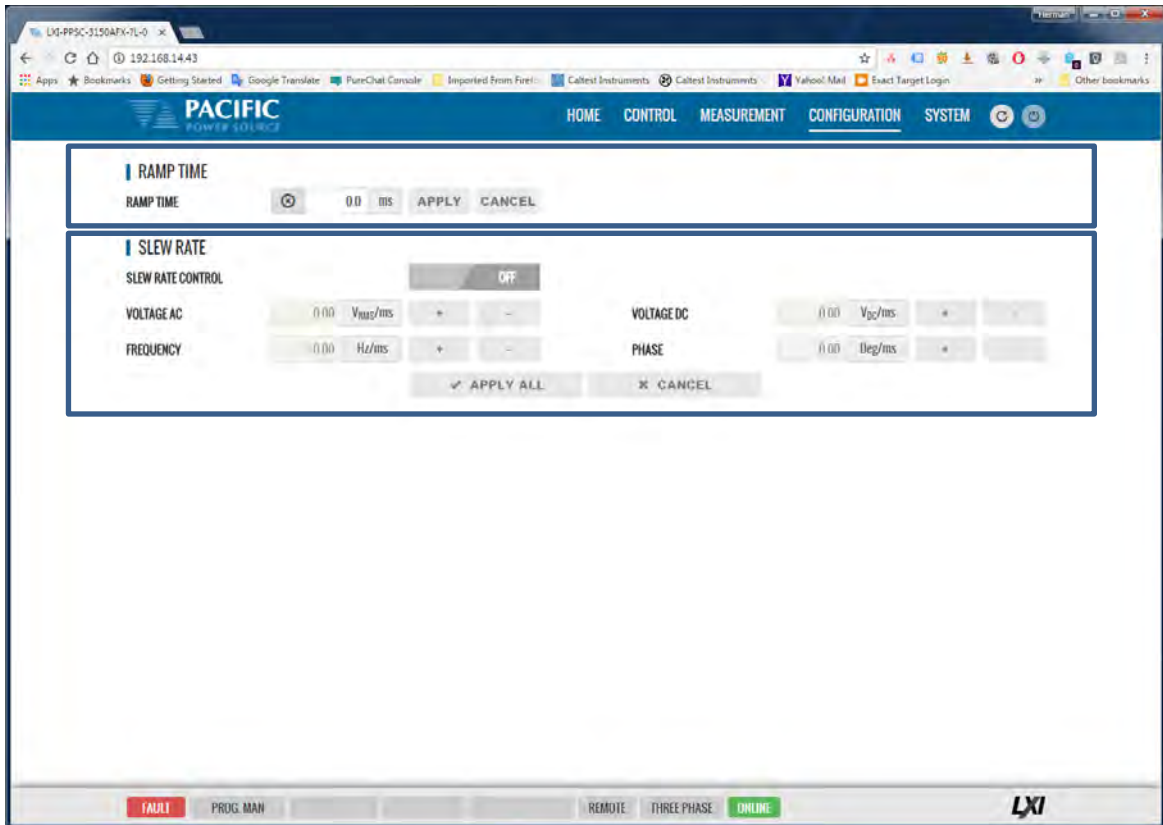 Herman
LXI-PPSC-3150AFX-7L-0
192.168.14.43
Apps Bookmarks Getting Started Google Translate PureChat Console Imported From Firef Caltest Instruments Caltest Instruments Yahoo! Mail Exact Target Login Other bookmarks
PACIFIC
POWER SOURCE
HOME CONTROL MEASUREMENT CONFIGURATION SYSTEM
RAMP TIME
RAMP TIME 0.0 ms APPLY CANCEL
SLEW RATE
SLEW RATE CONTROL OFF
VOLTAGE AC 0.00 VRMS/ms + - VOLTAGE DC 0.00 VDC/ms + -
FREQUENCY 0.00 Hz/ms + - PHASE 0.00 Deg/ms +
✔ APPLY ALL ✖ CANCEL
FAULT PROG. MAN REMOTE THREE PHASE ONLINE LXI